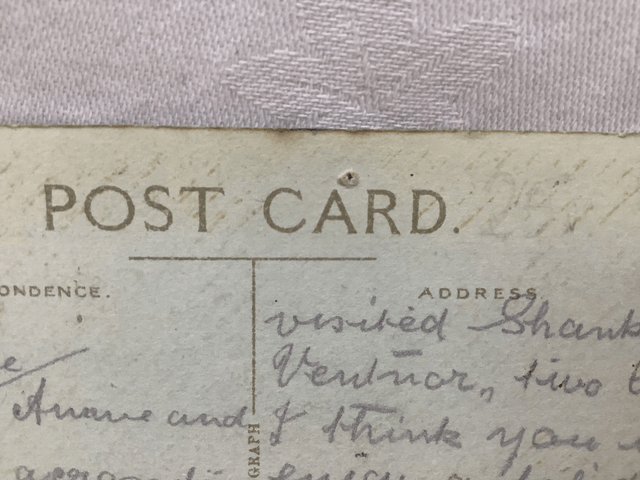 POST CARD.
ONDENCE.
ADDRESS.
visited Shank
Ventnor, two
and
I think you
GRAPH